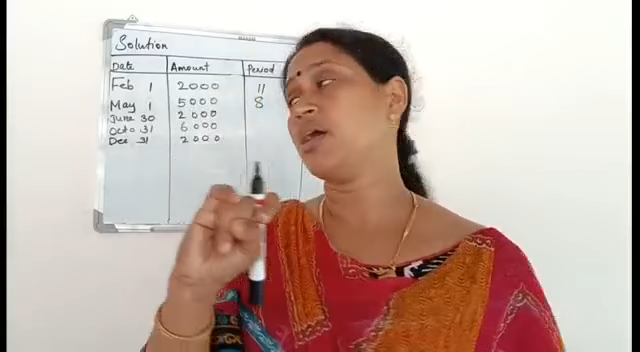 Solution
Date Amount Period
Feb 1 2000 11
May 1 5000 8
June 30 2000
Octo 31 6000
Dec 31 2000